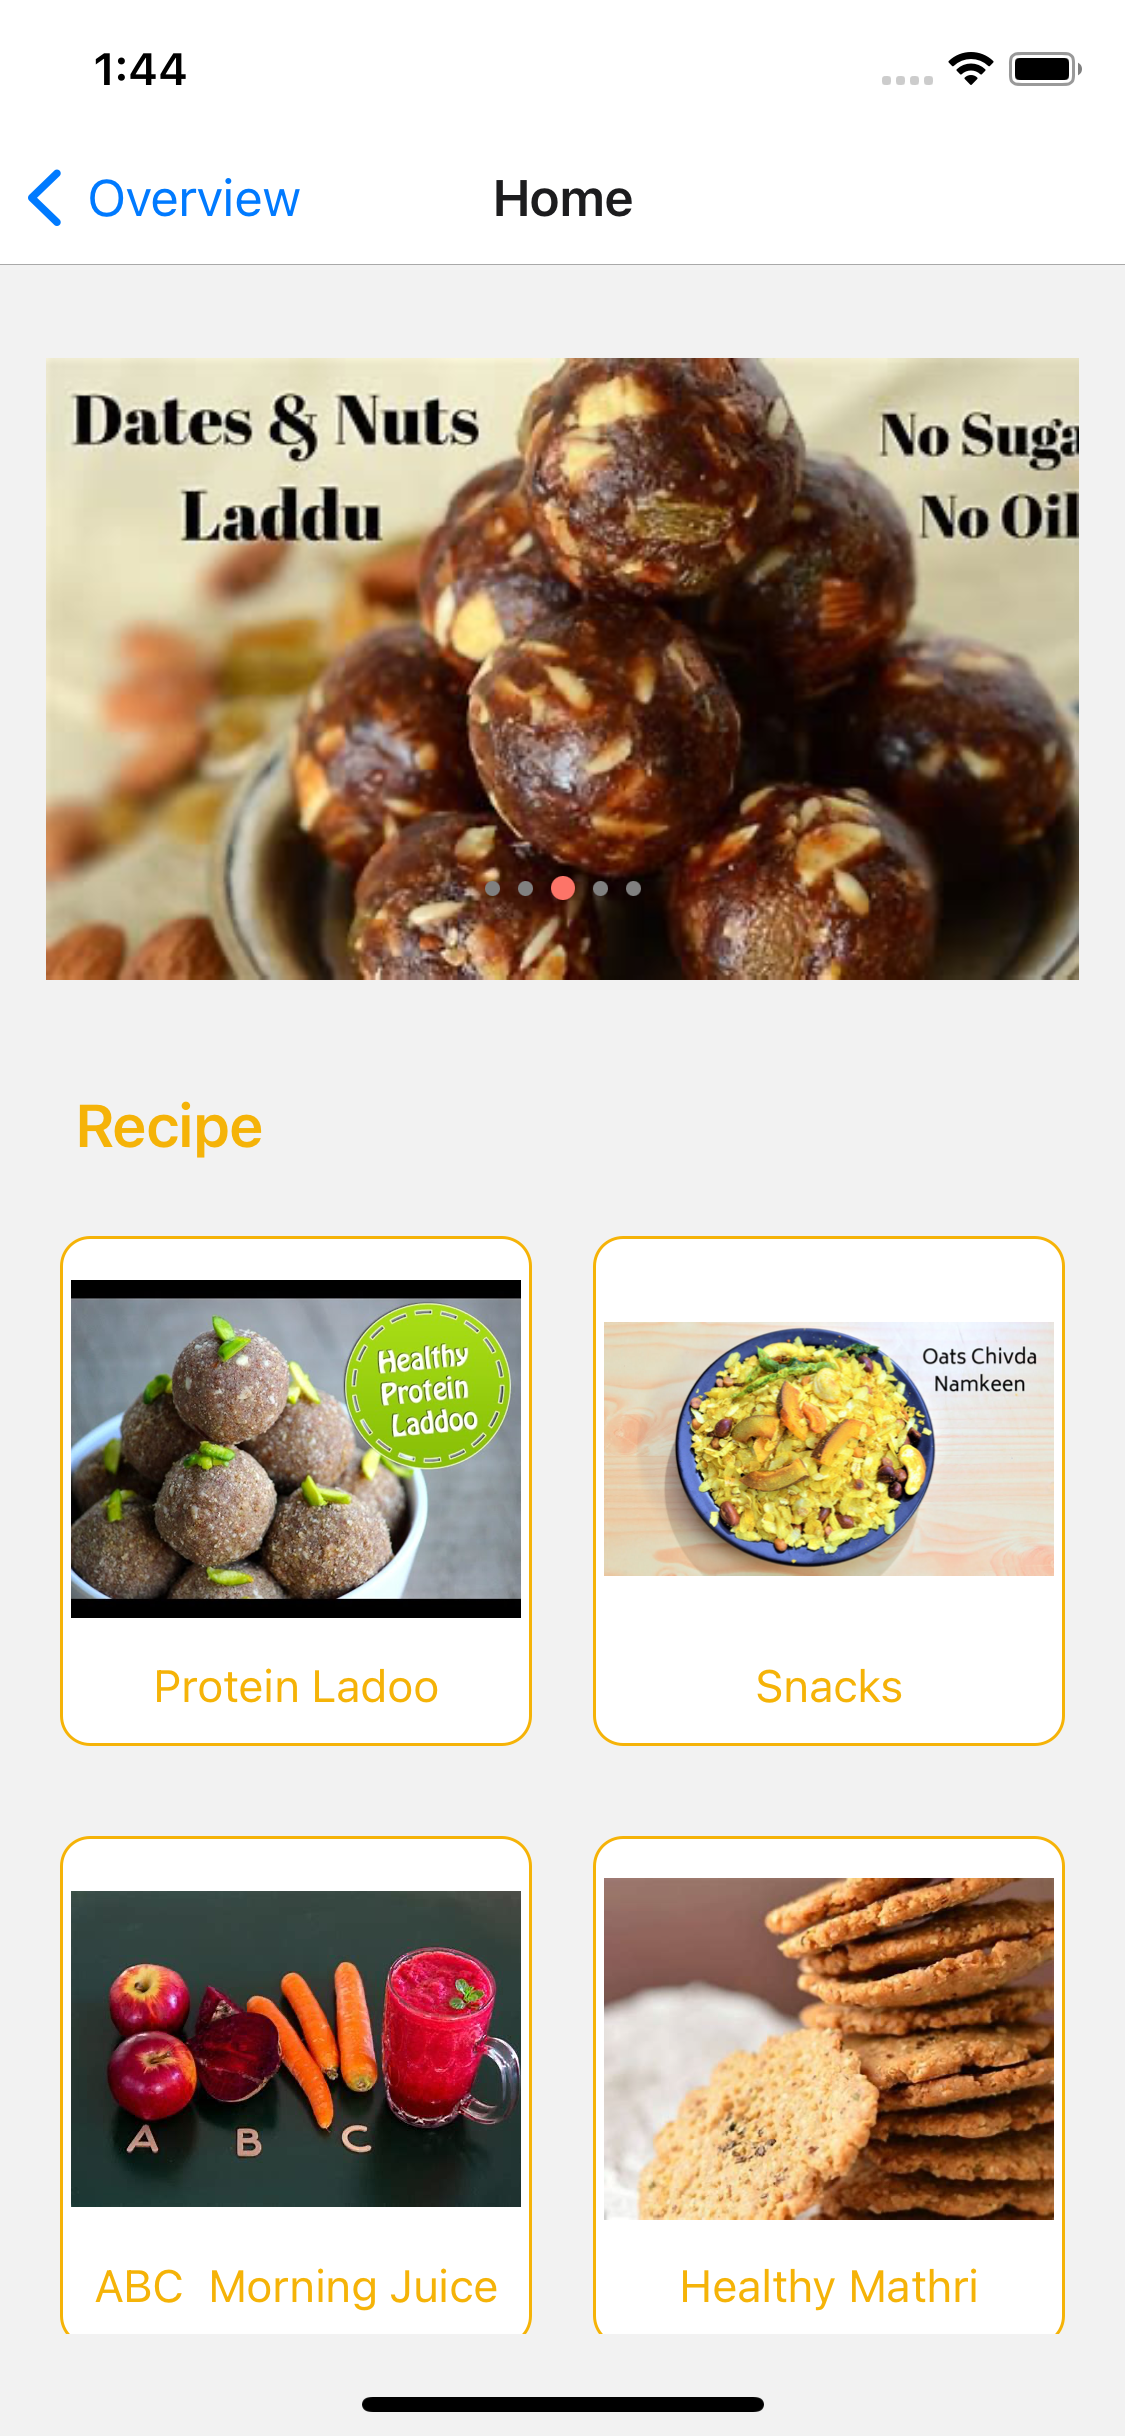 1:44
Overview
Home
Dates & Nuts
Laddu
No Suga
No Oil
Recipe
Healthy
Protein
Laddoo
Protein Ladoo
Oats Chivda
Namkeen
Snacks
A B C
ABC  Morning Juice
Healthy Mathri